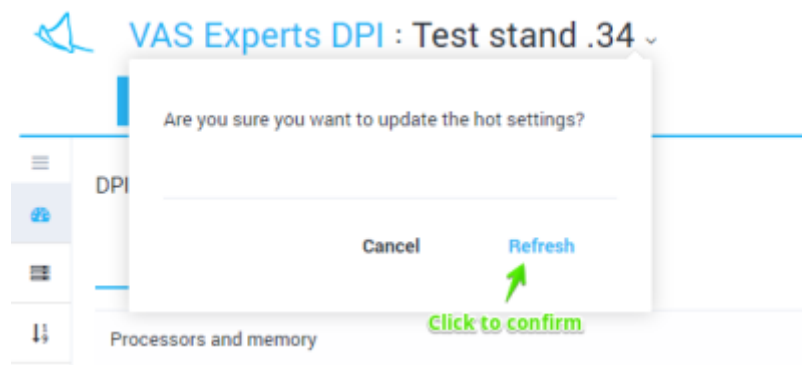 VAS Experts DPI : Test stand .34
Are you sure you want to update the hot settings?
DPI
Cancel Refresh
Click to confirm
Processors and memory